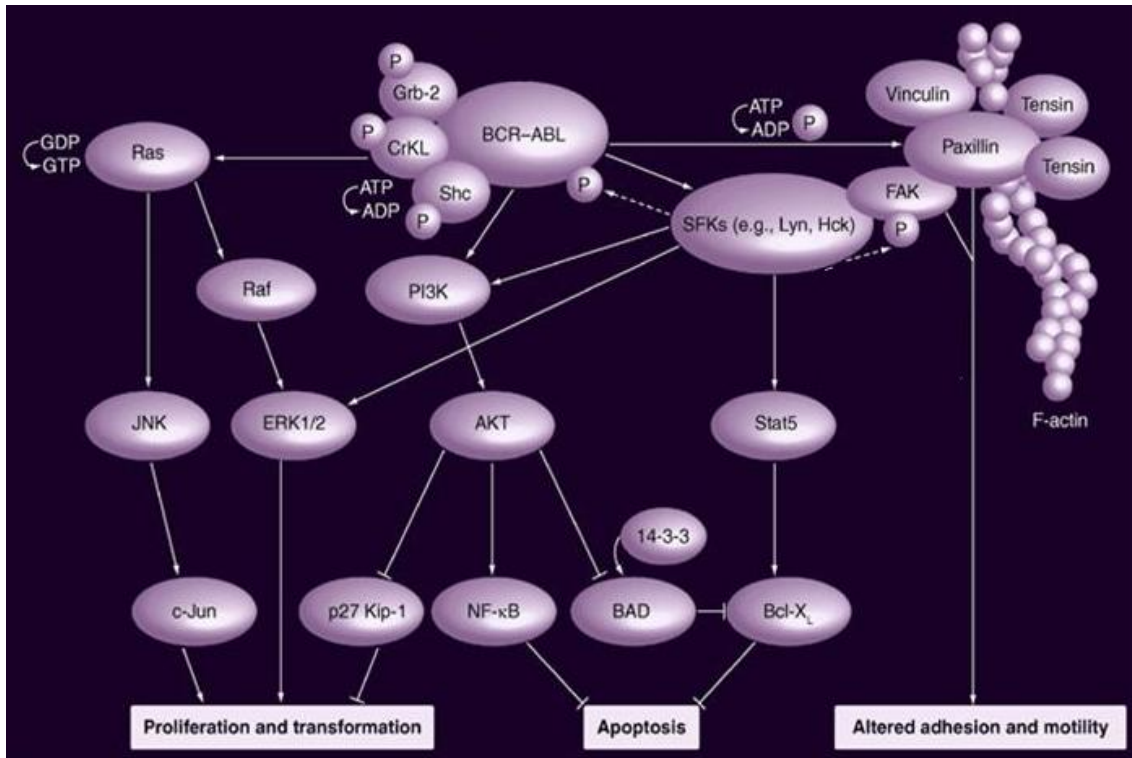 P
Grb-2
P
CrKL
BCR–ABL
Shc
P
P
ATP
ADP
GDP
GTP
Ras
ATP
ADP
P
Vinculin
Tensin
Paxillin
Tensin
FAK
P
SFKs (e.g., Lyn, Hck)
Raf
PI3K
JNK
ERK1/2
AKT
Stat5
F-actin
14-3-3
c-Jun
p27 Kip-1
NF-κB
BAD
Bcl-XL
Proliferation and transformation
Apoptosis
Altered adhesion and motility